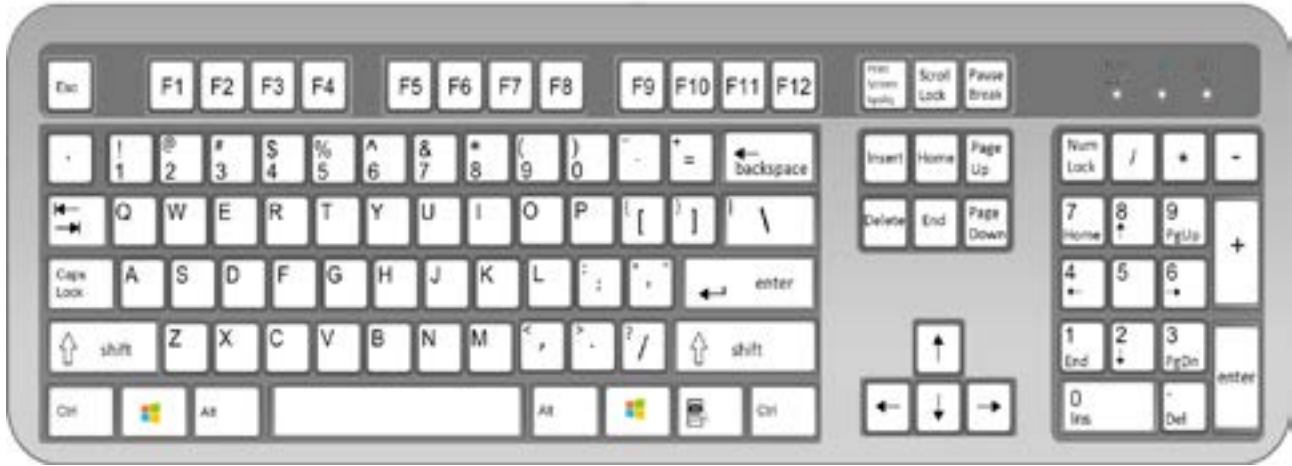 Esc F1 F2 F3 F4 F5 F6 F7 F8 F9 F10 F11 F12 Scroll Lock Pause Break
! 1 @ 2 # 3 $ 4 % 5 ^ 6 & 7 * 8 ( 9 ) 0 - + = backspace Insert Home Page Up Num Lock / * -
Q W E R T Y U I O P [ ] | \ Delete End Page Down 7 Home 8 9 PgUp +
Caps Lock A S D F G H J K L : ; enter 4 5 6
shift Z X C V B N M < , > . ? / shift 1 End 2 3 PgDn enter
Ctrl Alt Alt Ctrl 0 Ins . Del